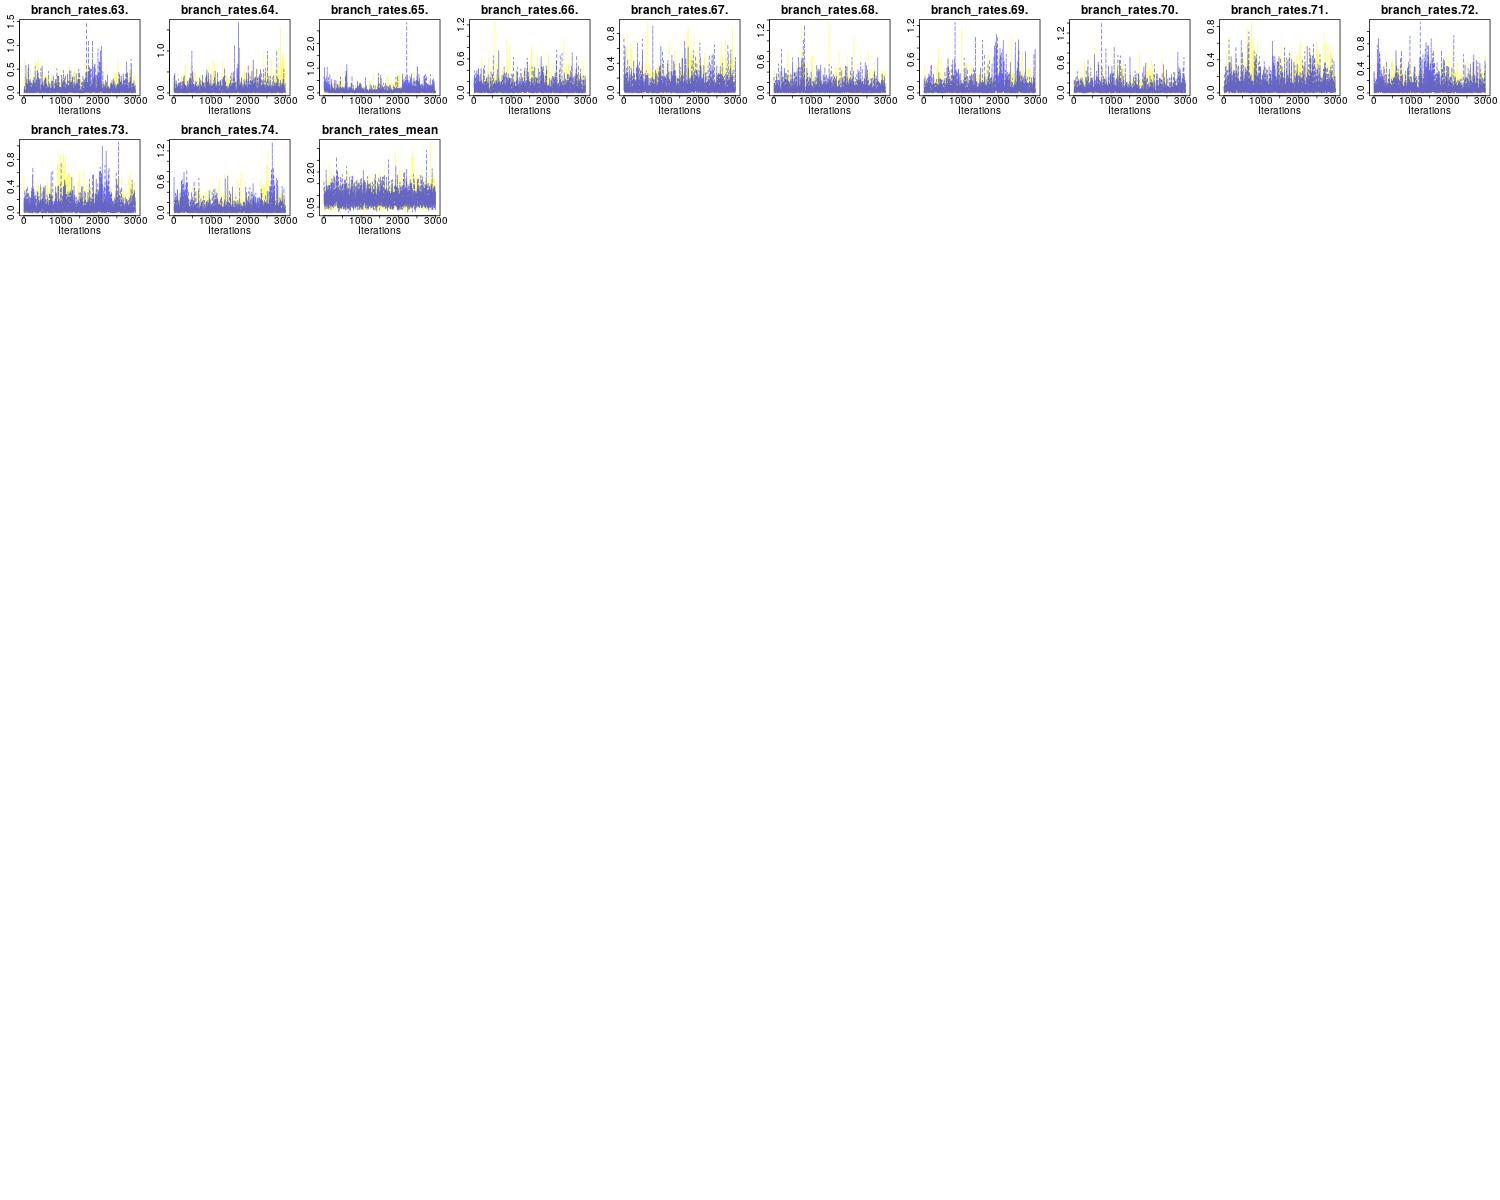 branch_rates.63. branch_rates.64. branch_rates.65. branch_rates.66. branch_rates.67. branch_rates.68. branch_rates.69. branch_rates.70. branch_rates.71. branch_rates.72.
0.0 0.5 1.0 1.5
0.0 1.0
0.0 1.0 2.0
0.0 0.6 1.2
0.0 0.4 0.8
0.0 0.6 1.2
0.0 0.6 1.2
0.0 0.6 1.2
0.0 0.4 0.8
0.0 0.4 0.8
0 1000 2000 3000 0 1000 2000 3000 0 1000 2000 3000 0 1000 2000 3000 0 1000 2000 3000 0 1000 2000 3000 0 1000 2000 3000 0 1000 2000 3000 0 1000 2000 3000 0 1000 2000 3000
Iterations Iterations Iterations Iterations Iterations Iterations Iterations Iterations Iterations Iterations
branch_rates.73. branch_rates.74. branch_rates_mean
0.0 0.4 0.8
0.0 0.6 1.2
0.05 0.20
0 1000 2000 3000 0 1000 2000 3000 0 1000 2000 3000
Iterations Iterations Iterations